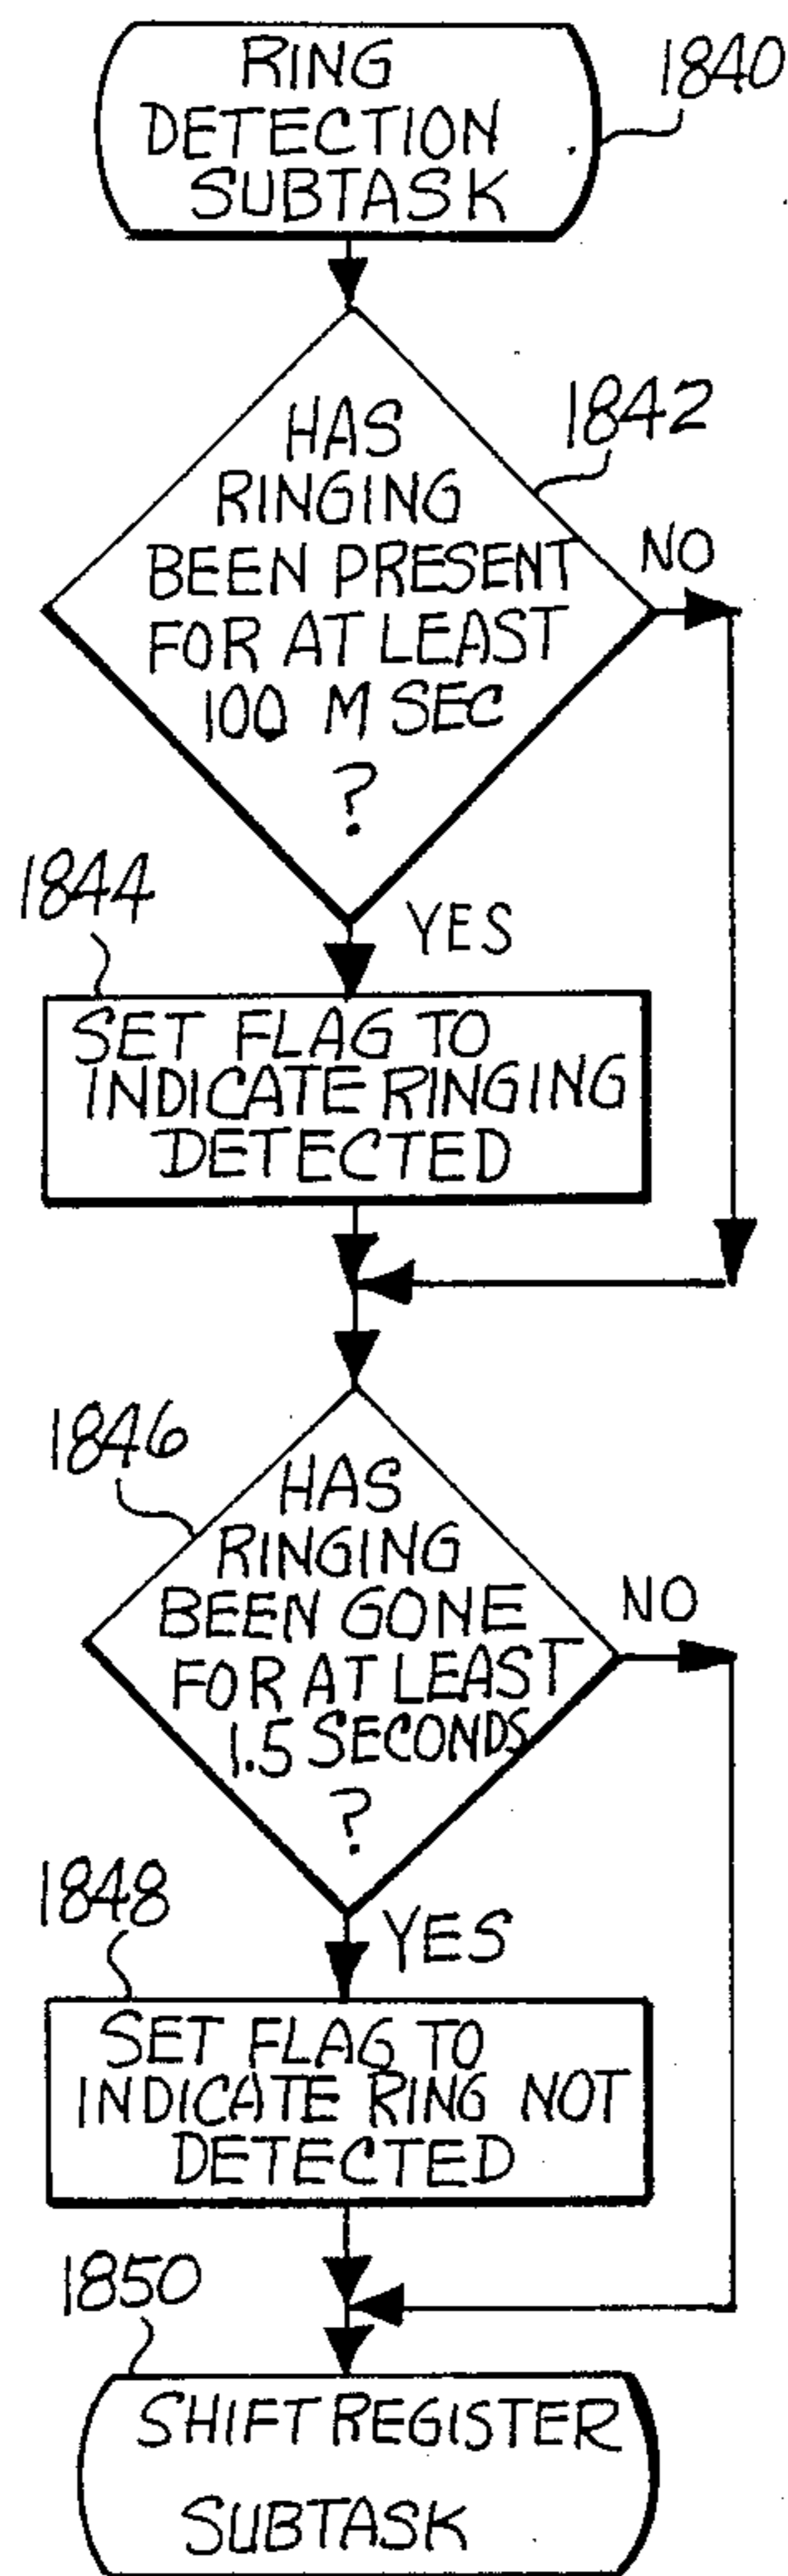 RING
DETECTION
SUBTASK
1840
HAS
RINGING
BEEN PRESENT
FOR AT LEAST
100 M SEC
?
1842
NO
YES
1844
SET FLAG TO
INDICATE RINGING
DETECTED
1846
HAS
RINGING
BEEN GONE
FOR AT LEAST
1.5 SECONDS
?
NO
YES
1848
SET FLAG TO
INDICATE RING NOT
DETECTED
1850
SHIFT REGISTER
SUBTASK